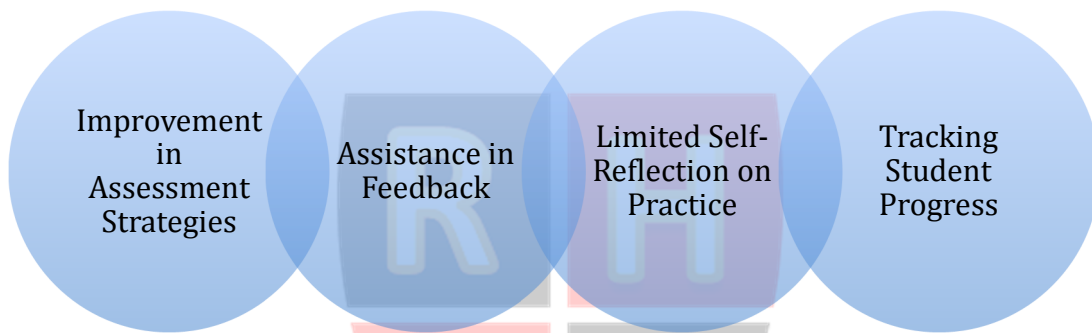 Improvement
in
Assessment
Strategies
Assistance in
Feedback
Limited Self-
Reflection on
Practice
Tracking
Student
Progress
R H